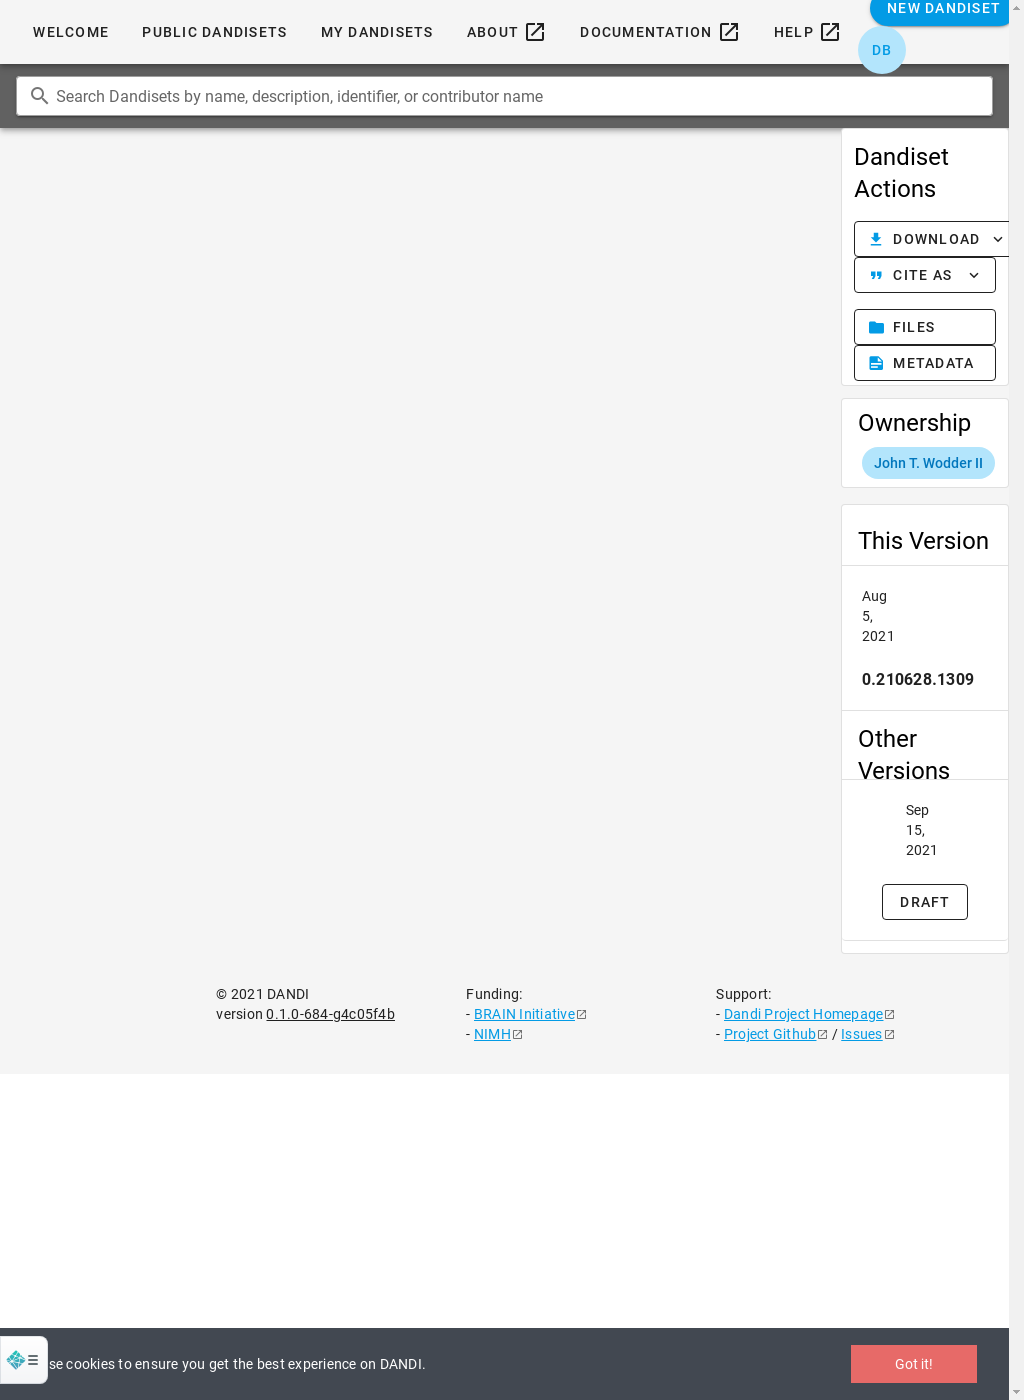 NEW DANDISET
WELCOME PUBLIC DANDISETS MY DANDISETS ABOUT DOCUMENTATION HELP
DB
Search Dandisets by name, description, identifier, or contributor name
Dandiset
Actions
DOWNLOAD
CITE AS
FILES
METADATA
Ownership
John T. Wodder II
This Version
Aug
5,
2021
0.210628.1309
Other
Versions
Sep
15,
2021
DRAFT
© 2021 DANDI
version 0.1.0-684-g4c05f4b
Funding:
- BRAIN Initiative
- NIMH
Support:
- Dandi Project Homepage
- Project Github / Issues
se cookies to ensure you get the best experience on DANDI.
Got it!